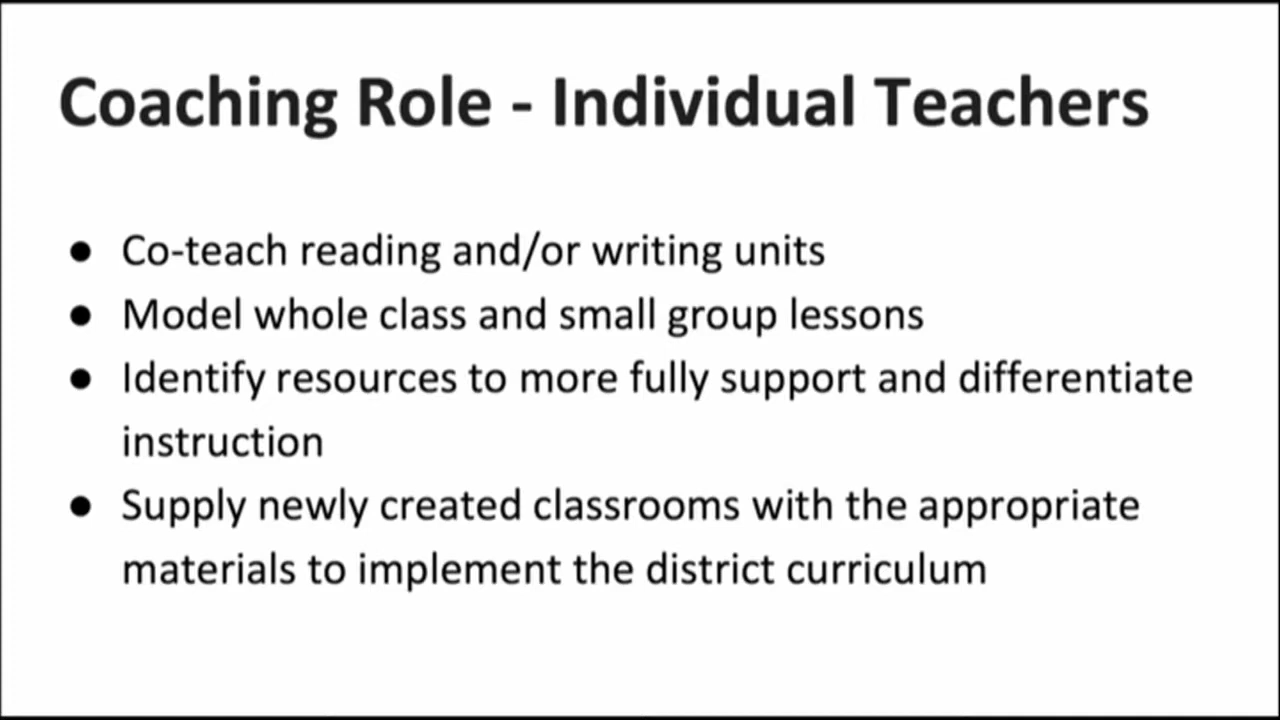 Coaching Role - Individual Teachers
● Co-teach reading and/or writing units
● Model whole class and small group lessons
● Identify resources to more fully support and differentiate
instruction
● Supply newly created classrooms with the appropriate
materials to implement the district curriculum